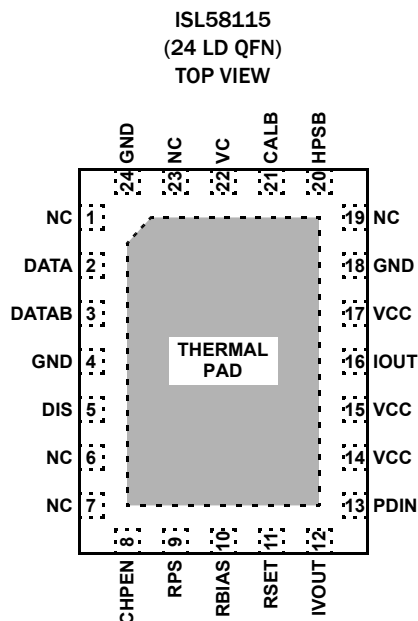 ISL58115
(24 LD QFN)
TOP VIEW
GND
NC
VC
CALB
HPSB
24
23
22
21
20
NC 1
DATA 2
DATAB 3
GND 4
DIS 5
NC 6
NC 7
THERMAL
PAD
19 NC
18 GND
17 VCC
16 IOUT
15 VCC
14 VCC
13 PDIN
8
9
10
11
12
CHPEN
RPS
RBIAS
RSET
IVOUT